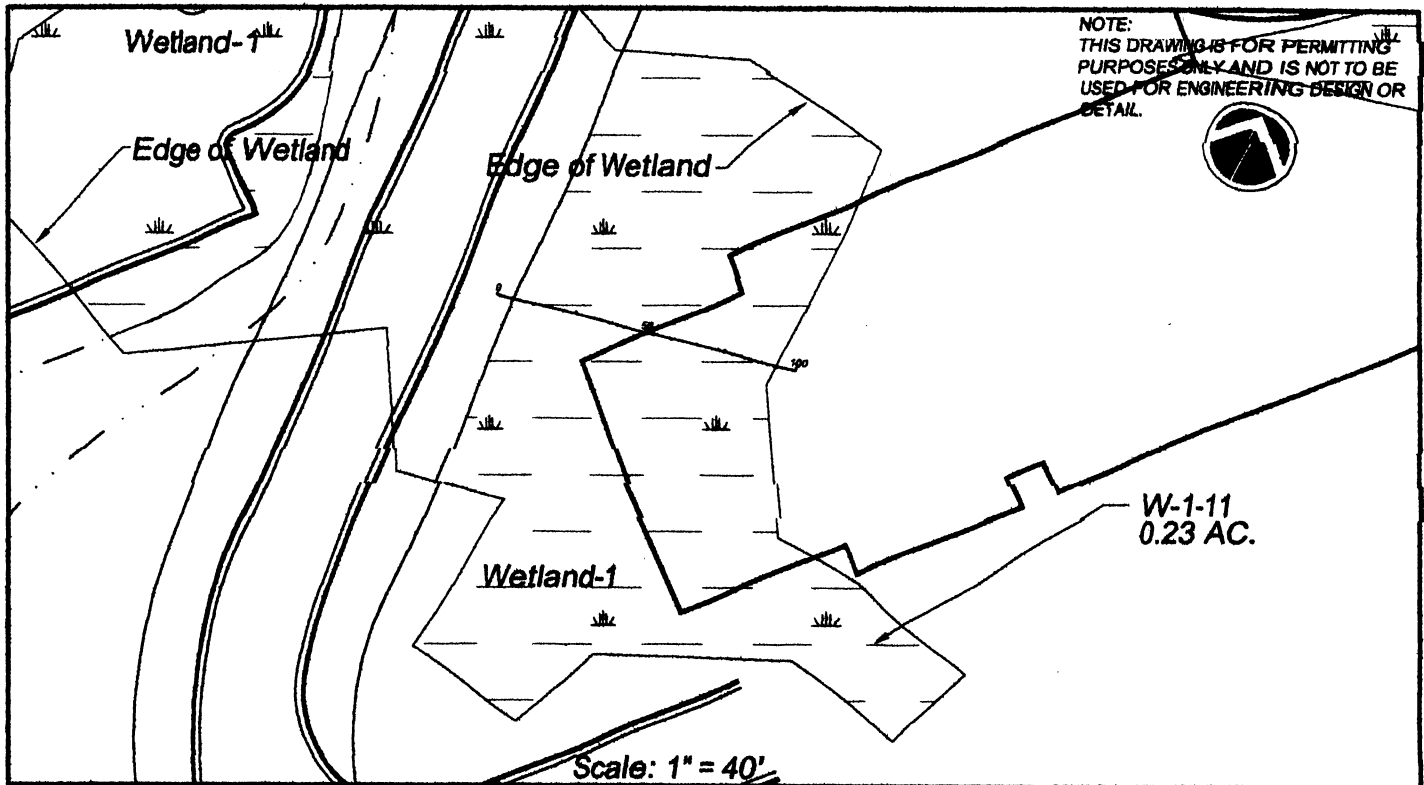 Wetland-1
NOTE:
THIS DRAWING IS FOR PERMITTING
PURPOSES ONLY AND IS NOT TO BE
USED FOR ENGINEERING DESIGN OR
DETAIL.
Edge of Wetland
Edge of Wetland
0
50
100
W-1-11
0.23 AC.
Wetland-1
Scale: 1" = 40'